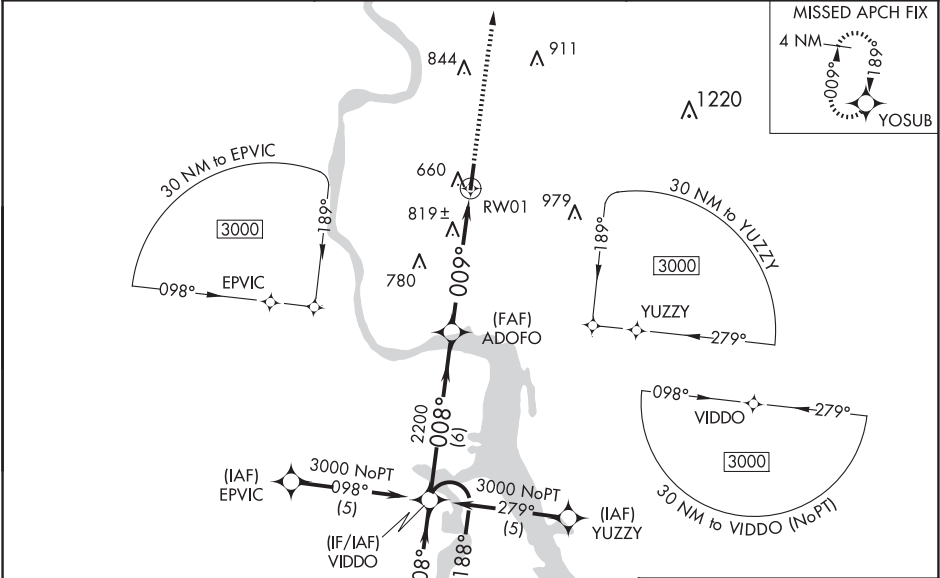 MISSED APCH FIX
4 NM
009°
189°
YOSUB
844
911
1220
30 NM to EPVIC
3000
189°
EPVIC
098°
660
RW01
819±
979
780
009°
30 NM to YUZZY
189°
3000
YUZZY
279°
(FAF)
ADOFO
2200
008°
(6)
098°
VIDDO
279°
3000
30 NM to VIDDO (NoPT)
(IAF)
EPVIC
3000 NoPT
098°
(5)
3000 NoPT
279°
(5)
(IAF)
YUZZY
(IF/IAF)
VIDDO
08°
188°